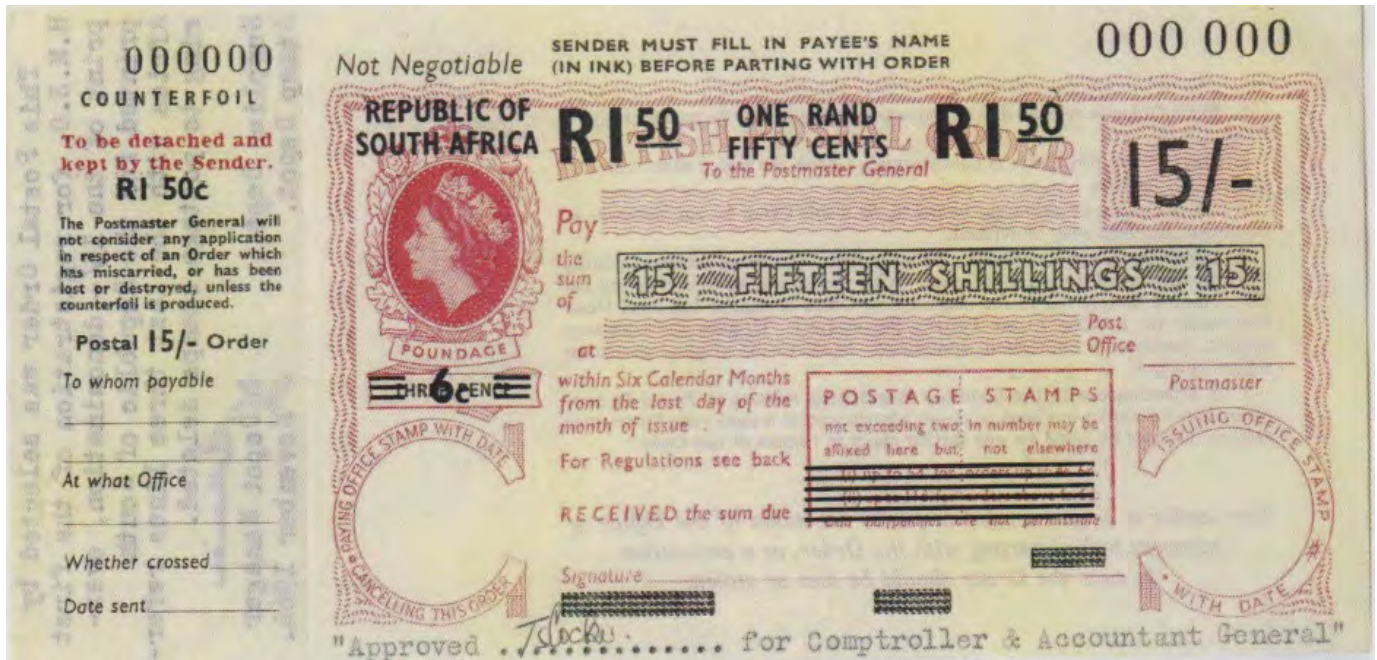 000000
COUNTERFOIL
To be detached and
kept by the Sender.
R1 50c
The Postmaster General will
not consider any application
in respect of an Order which
has miscarried, or has been
lost or destroyed, unless the
counterfoil is produced.
Postal 15/- Order
To whom payable
At what Office
Whether crossed
Date sent
Not Negotiable
SENDER MUST FILL IN PAYEE'S NAME
(IN INK) BEFORE PARTING WITH ORDER
000 000
REPUBLIC OF
SOUTH AFRICA
R1 50
ONE RAND
FIFTY CENTS
R1 50
BRITISH POSTAL ORDER
To the Postmaster General
15/-
Pay
the
sum
of
15 FIFTEEN SHILLINGS 15
at
Post
Office
POUNDAGE
THREE PENCE
6c
within Six Calendar Months
from the last day of the
month of issue
For Regulations see back
RECEIVED the sum due
Signature
POSTAGE STAMPS
not exceeding two in number may be
affixed here but not elsewhere
Postmaster
PAYING OFFICE STAMP WITH DATE
CANCELLING THIS ORDER
ISSUING OFFICE STAMP
WITH DATE
"Approved ............... for Comptroller & Accountant General"